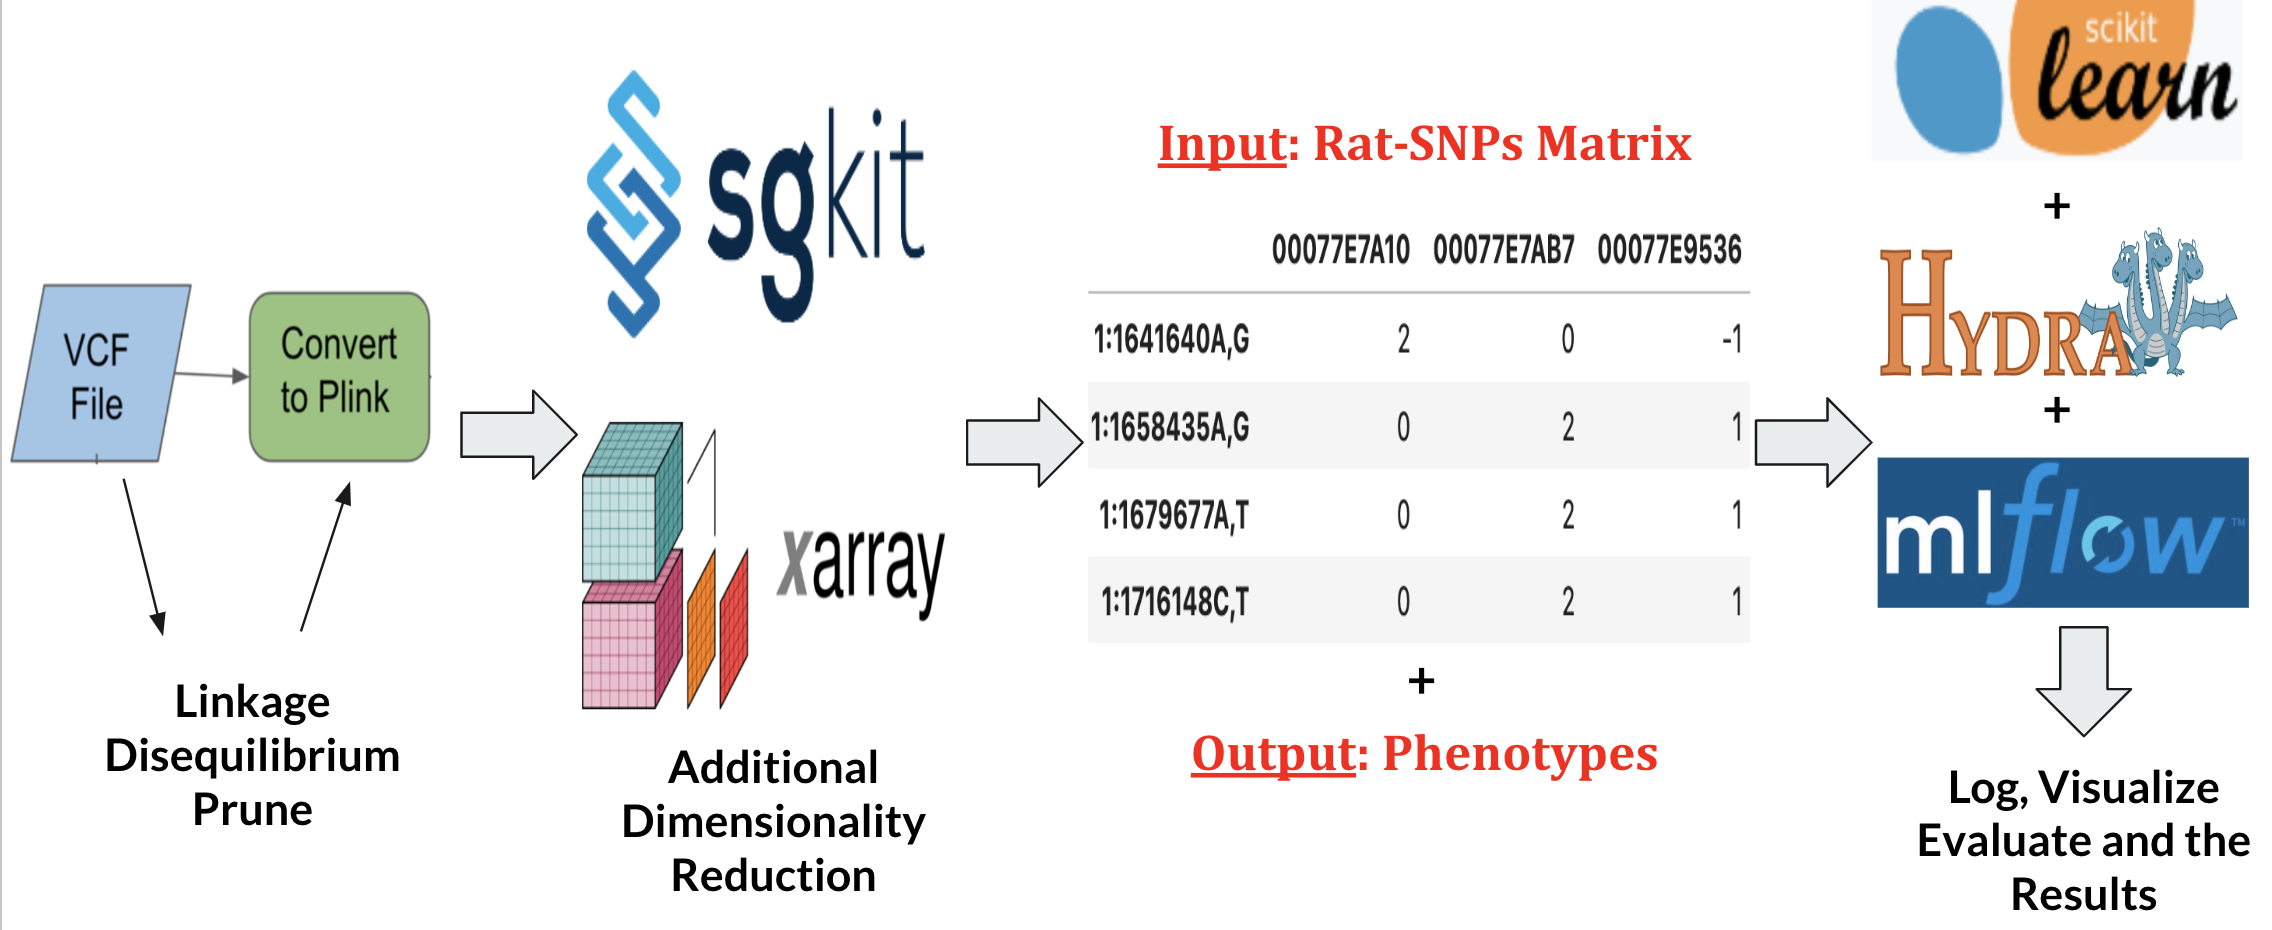 VCF
File
Convert
to Plink
Linkage
Disequilibrium
Prune
sgkit
xarray
Additional
Dimensionality
Reduction
Input: Rat-SNPs Matrix
00077E7A10 00077E7AB7 00077E9536
1:1641640A,G 2 0 -1
1:1658435A,G 0 2 1
1:1679677A,T 0 2 1
1:1716148C,T 0 2 1
+
Output: Phenotypes
scikit
learn
+
HYDRA
+
mlflow™
Log, Visualize
Evaluate and the
Results